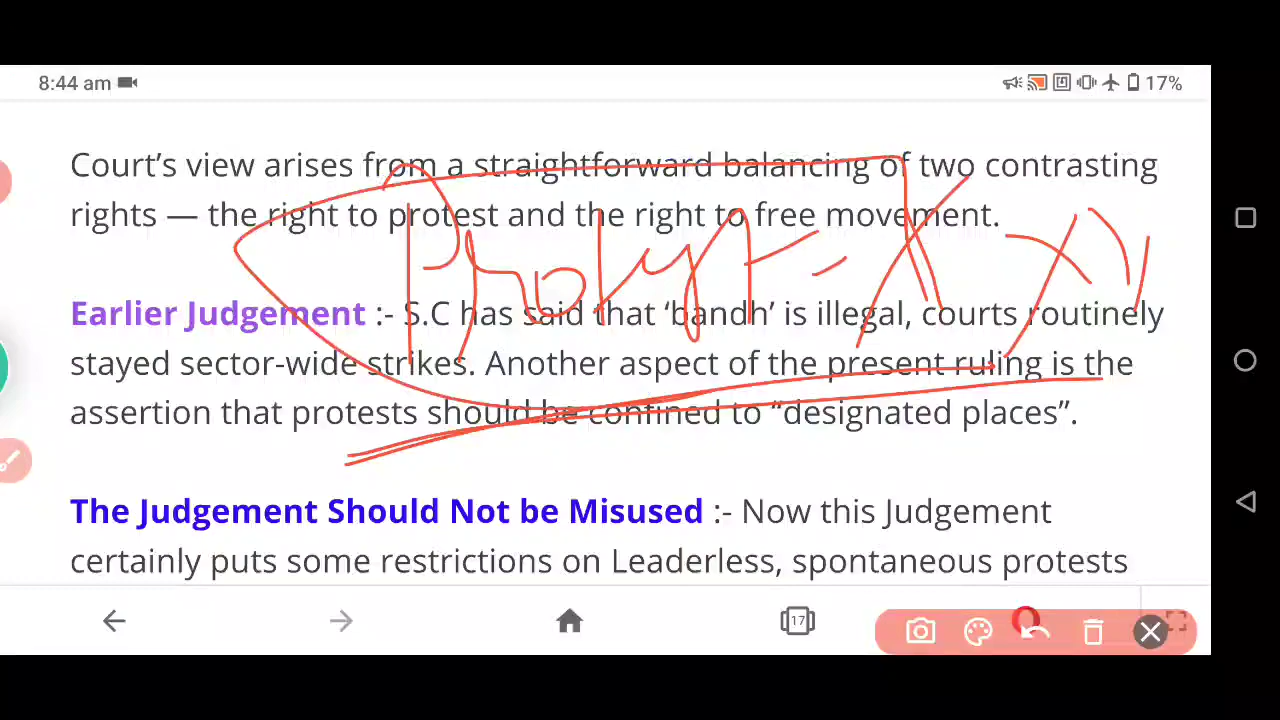 8:44 am
17%
Court's view arises from a straightforward balancing of two contrasting
rights — the right to protest and the right to free movement.
Earlier Judgement :- S.C has said that ‘bandh’ is illegal, courts routinely
stayed sector-wide strikes. Another aspect of the present ruling is the
assertion that protests should be confined to “designated places”.
The Judgement Should Not be Misused :- Now this Judgement
certainly puts some restrictions on Leaderless, spontaneous protests
17